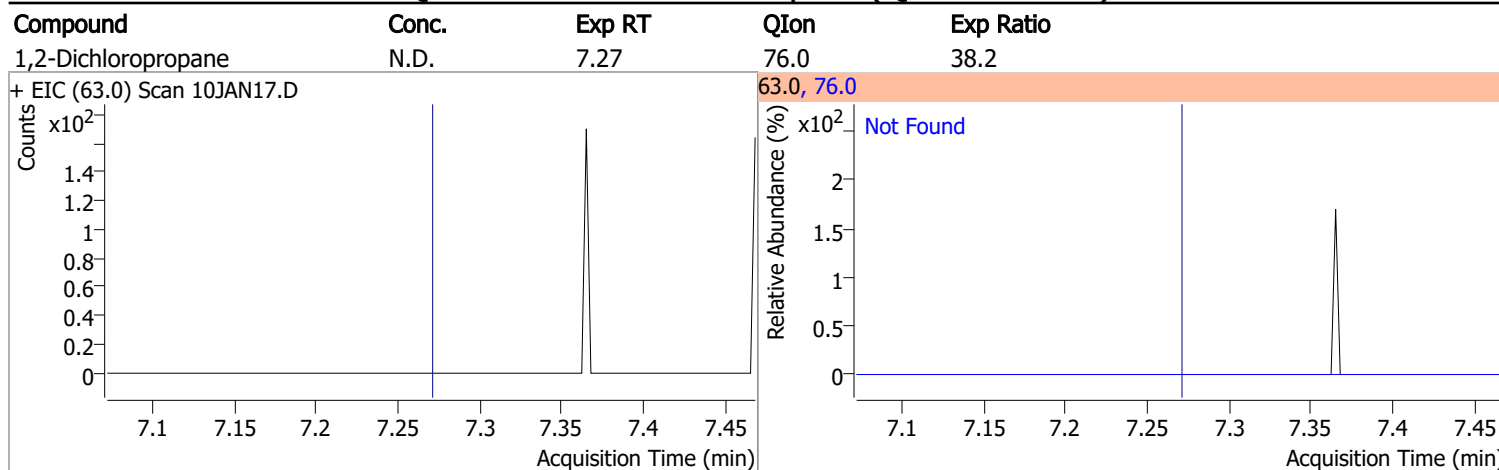 Compound Conc. Exp RT QIon Exp Ratio
1,2-Dichloropropane N.D. 7.27 76.0 38.2
+ EIC (63.0) Scan 10JAN17.D
Counts
x10²
1.4
1.2
1
0.8
0.6
0.4
0.2
0
7.1 7.15 7.2 7.25 7.3 7.35 7.4 7.45
Acquisition Time (min)
63.0, 76.0
Relative Abundance (%)
x10²
Not Found
2
1.5
1
0.5
0
7.1 7.15 7.2 7.25 7.3 7.35 7.4 7.45
Acquisition Time (min)